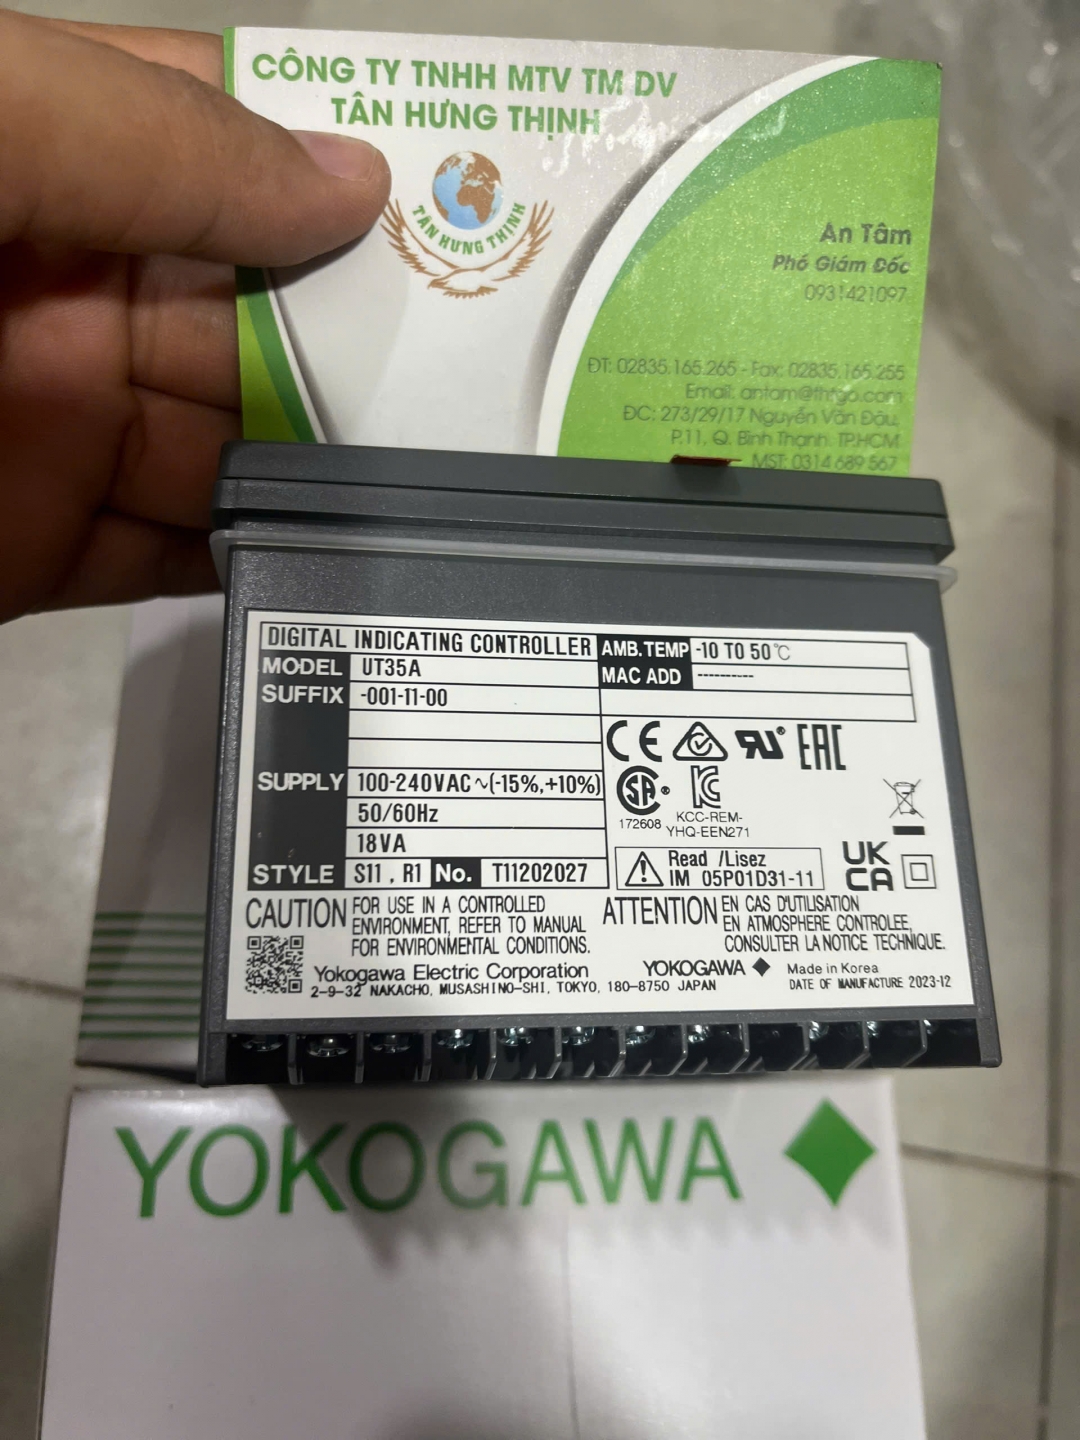 CÔNG TY TNHH MTV TM DV
TÂN HƯNG THỊNH
TÂN HƯNG THỊNH
An Tâm
Phó Giám Đốc
0931421097
ĐT: 02835.165.265 - Fax: 02835.165.255
Email: antam@thtgo.com
ĐC: 273/29/17 Nguyễn Văn Đậu,
P.11, Q. Bình Thạnh, TP.HCM
MST: 0314 689 567
DIGITAL INDICATING CONTROLLER
MODEL UT35A
SUFFIX -001-11-00
SUPPLY 100-240VAC ~(-15%,+10%)
50/60Hz
18VA
STYLE S11 . R1 No. T11202027
AMB.TEMP -10 TO 50℃
MAC ADD ----------
CE UL® EAC
SA® KC
172608 KCC-REM-
YHQ-EEN271
Read /Lisez
IM 05P01D31-11
UK
CA
CAUTION FOR USE IN A CONTROLLED
ENVIRONMENT, REFER TO MANUAL
FOR ENVIRONMENTAL CONDITIONS.
ATTENTION EN CAS D'UTILISATION
EN ATMOSPHERE CONTROLEE,
CONSULTER LA NOTICE TECHNIQUE.
Yokogawa Electric Corporation
2-9-32 NAKACHO, MUSASHINO-SHI, TOKYO, 180-8750 JAPAN
YOKOGAWA ◆ Made in Korea
DATE OF MANUFACTURE 2023-12
YOKOGAWA ◆